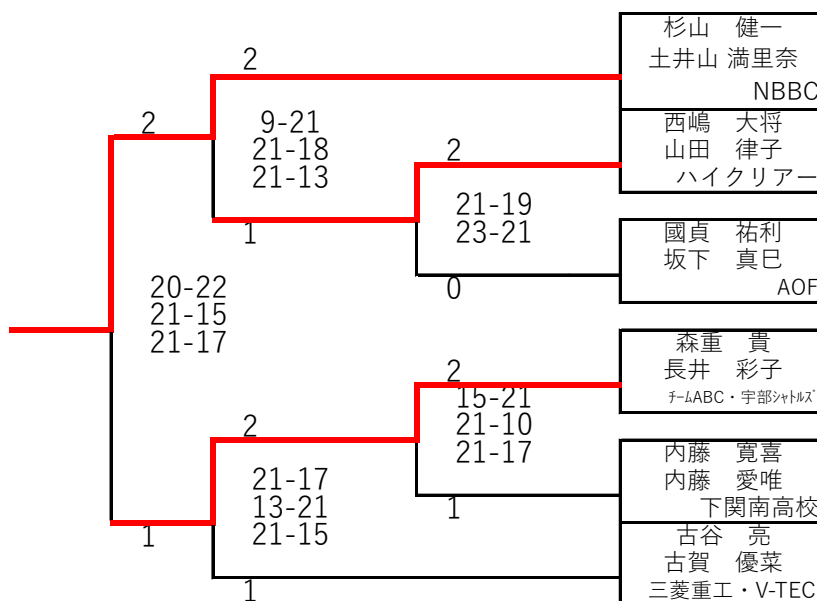 杉山　健一
土井山 満里奈
NBBC
2
2
9-21
21-18
21-13
西嶋　大将
山田　律子
ハイクリアー
2
1
21-19
23-21
國貞　祐利
坂下　真巳
AOF
0
20-22
21-15
21-17
森重　貴
長井　彩子
ﾁｰﾑABC・宇部ｼｬﾄﾙｽﾞ
2
15-21
21-10
21-17
2
内藤　寛喜
内藤　愛唯
下関南高校
1
21-17
13-21
21-15
1
古谷　亮
古賀　優菜
三菱重工・V-TEC
1